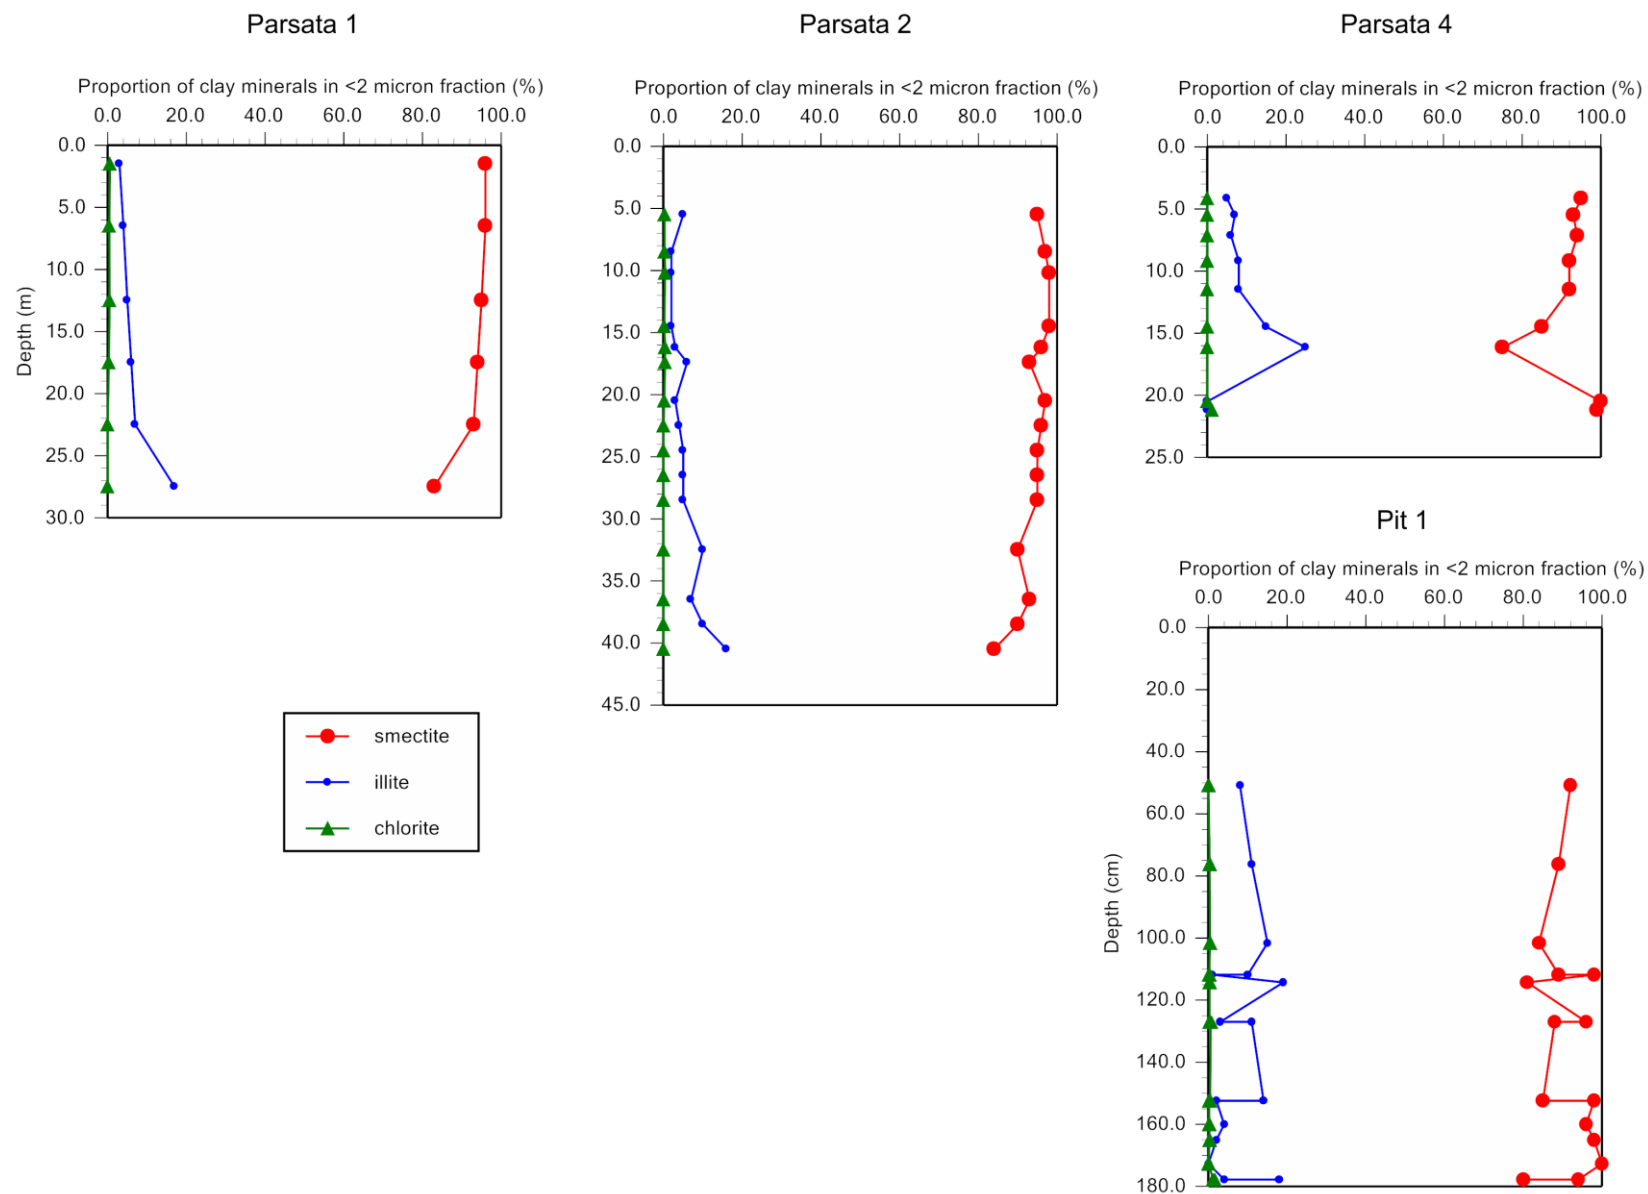 Parsata 1
Proportion of clay minerals in <2 micron fraction (%)
0.0 20.0 40.0 60.0 80.0 100.0
0.0
5.0
10.0
15.0
20.0
25.0
30.0
Depth (m)
Parsata 2
Proportion of clay minerals in <2 micron fraction (%)
0.0 20.0 40.0 60.0 80.0 100.0
0.0
5.0
10.0
15.0
20.0
25.0
30.0
35.0
40.0
45.0
Parsata 4
Proportion of clay minerals in <2 micron fraction (%)
0.0 20.0 40.0 60.0 80.0 100.0
0.0
5.0
10.0
15.0
20.0
25.0
Pit 1
Proportion of clay minerals in <2 micron fraction (%)
0.0 20.0 40.0 60.0 80.0 100.0
0.0
20.0
40.0
60.0
80.0
100.0
120.0
140.0
160.0
180.0
Depth (cm)
smectite
illite
chlorite